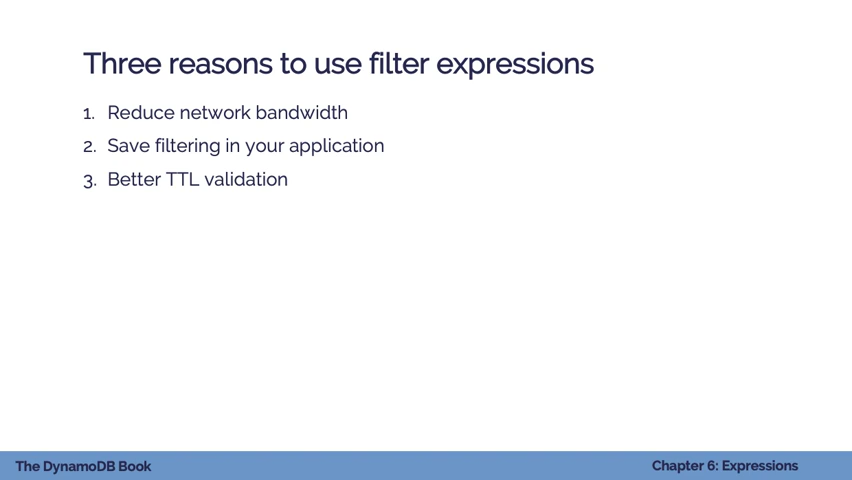 Three reasons to use filter expressions
1. Reduce network bandwidth
2. Save filtering in your application
3. Better TTL validation
The DynamoDB Book
Chapter 6: Expressions